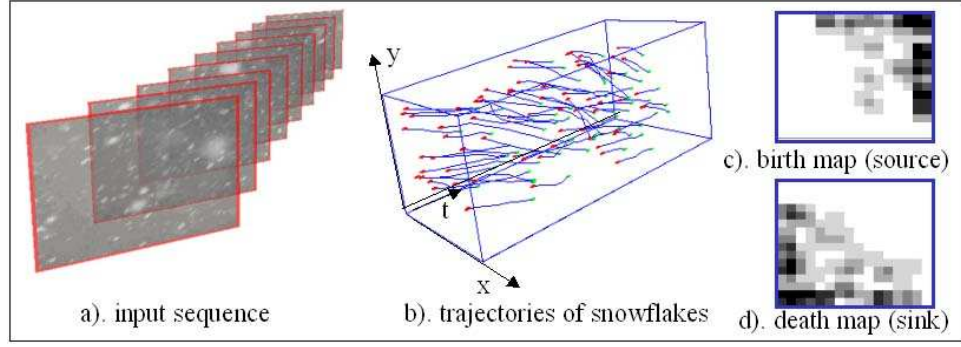 y
t
x
a). input sequence
b). trajectories of snowflakes
c). birth map (source)
d). death map (sink)